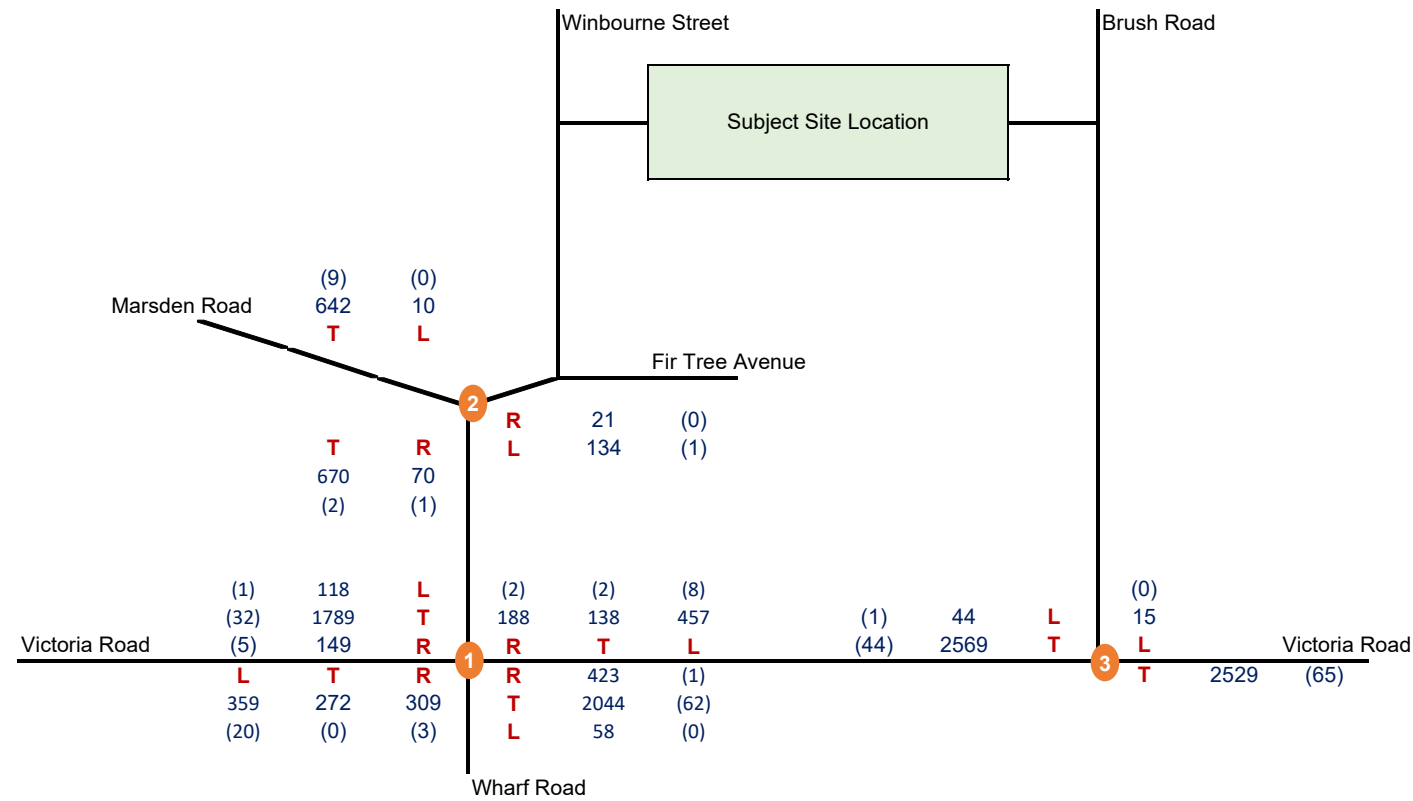 Winbourne Street
Brush Road
Subject Site Location
(9) (0)
Marsden Road 642 10
T L
Fir Tree Avenue
2
R 21 (0)
T R L 134 (1)
670 70
(2) (1)
(1) 118 L (2) (2) (8) (0)
(32) 1789 T 188 138 457 (1) 44 L 15
Victoria Road (5) 149 R R T L (44) 2569 T L Victoria Road
1 3
L T R R 423 (1) T 2529 (65)
359 272 309 T 2044 (62)
(20) (0) (3) L 58 (0)
Wharf Road